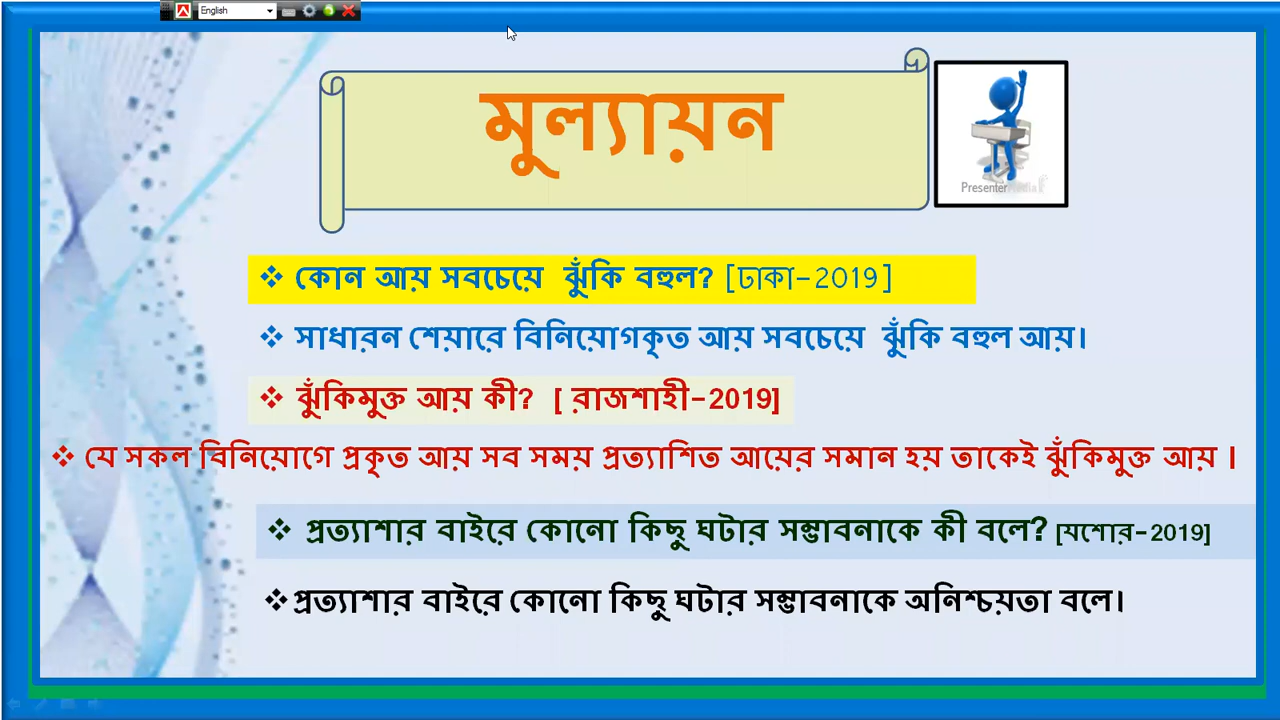 English
মুল্যায়ন
PresenterMedia
❖ কোন আয় সবচেয়ে ঝুঁকি বহুল? [ঢাকা-2019]
❖ সাধারন শেয়ারে বিনিয়োগকৃত আয় সবচেয়ে ঝুঁকি বহুল আয়।
❖ ঝুঁকিমুক্ত আয় কী? [ রাজশাহী-2019]
❖ যে সকল বিনিয়োগে প্রকৃত আয় সব সময় প্রত্যাশিত আয়ের সমান হয় তাকেই ঝুঁকিমুক্ত আয় ।
❖ প্রত্যাশার বাইরে কোনো কিছু ঘটার সম্ভাবনাকে কী বলে? [যশোর-2019]
❖ প্রত্যাশার বাইরে কোনো কিছু ঘটার সম্ভাবনাকে অনিশ্চয়তা বলে।